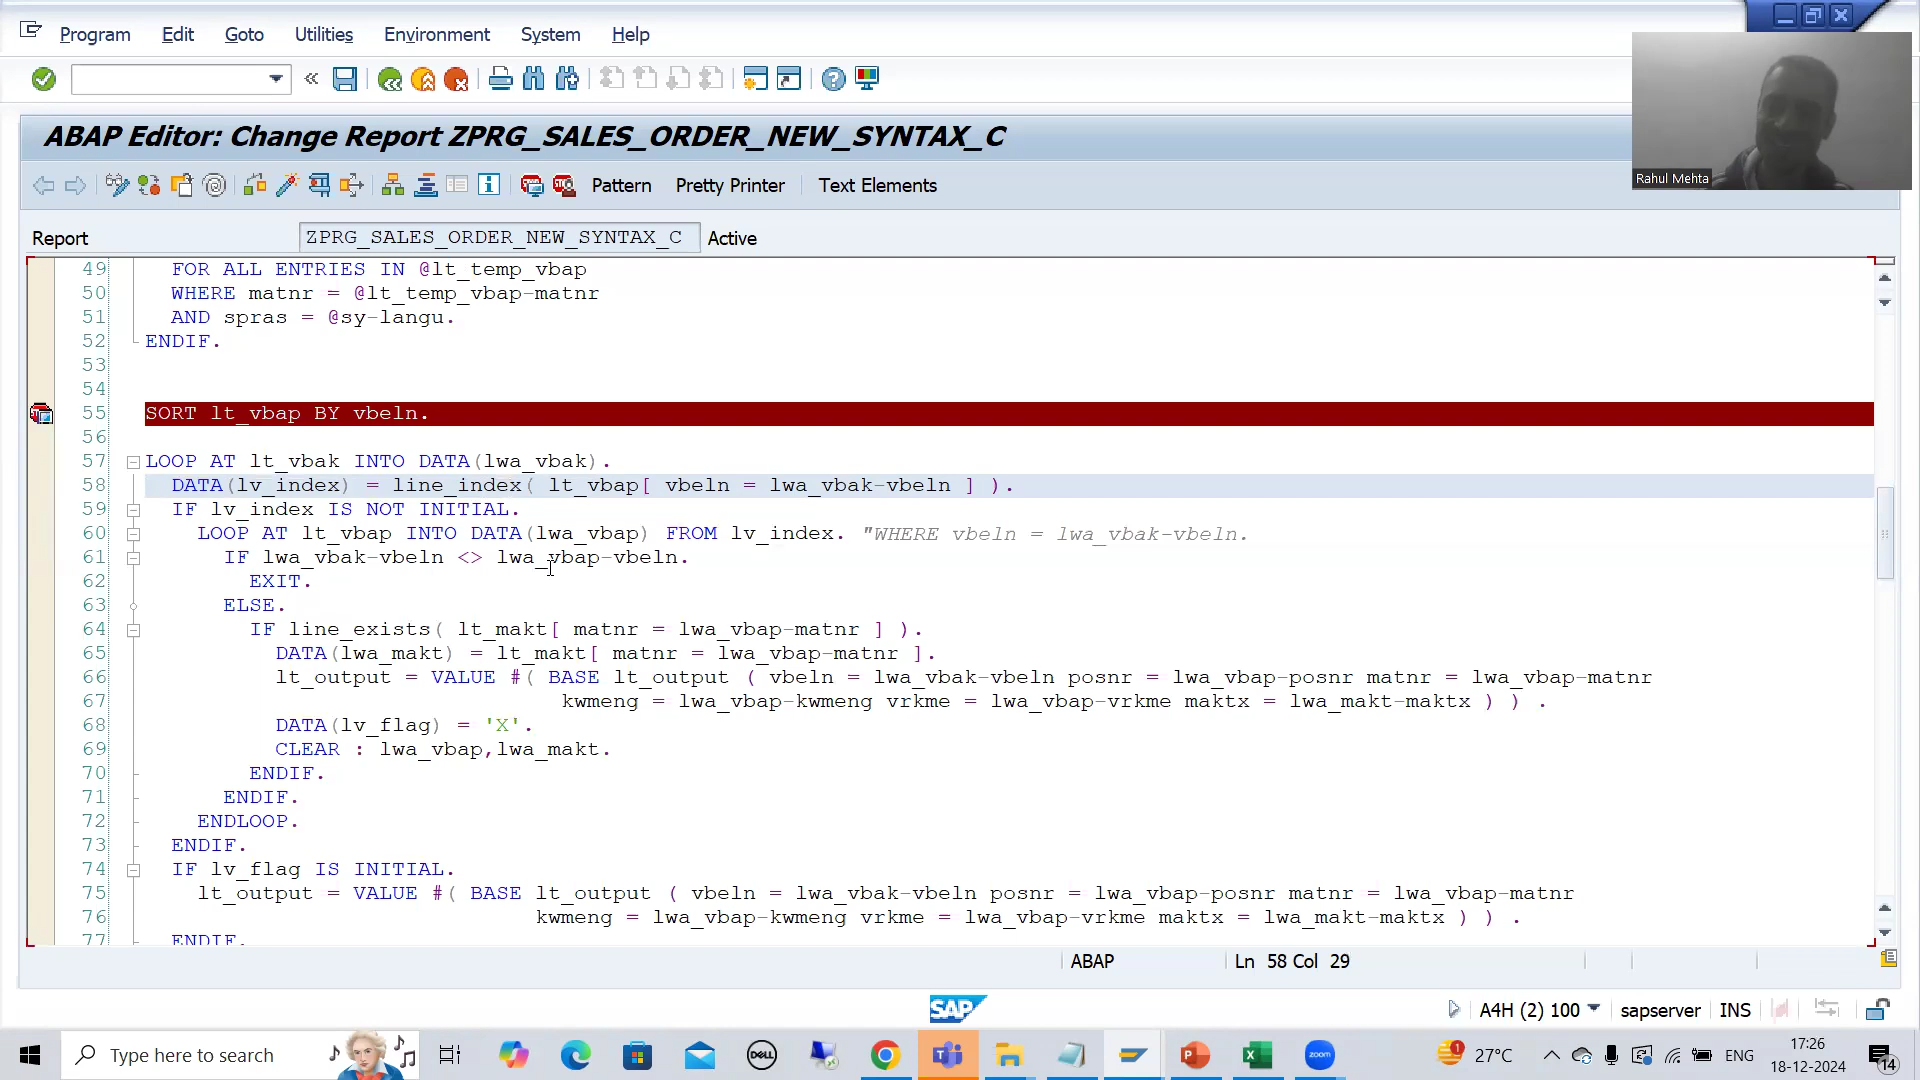 Program Edit Goto Utilities Environment System Help
ABAP Editor: Change Report ZPRG_SALES_ORDER_NEW_SYNTAX_C
Rahul Mehta
Pattern Pretty Printer Text Elements
Report ZPRG_SALES_ORDER_NEW_SYNTAX_C Active
49 FOR ALL ENTRIES IN @lt_temp_vbap
50 WHERE matnr = @lt_temp_vbap-matnr
51 AND spras = @sy-langu.
52 ENDIF.
53
54
55 SORT lt_vbap BY vbeln.
56
57 LOOP AT lt_vbak INTO DATA(lwa_vbak).
58 DATA(lv_index) = line_index( lt_vbap[ vbeln = lwa_vbak-vbeln ] ).
59 IF lv_index IS NOT INITIAL.
60 LOOP AT lt_vbap INTO DATA(lwa_vbap) FROM lv_index. "WHERE vbeln = lwa_vbak-vbeln.
61 IF lwa_vbak-vbeln <> lwa_vbap-vbeln.
62 EXIT.
63 ELSE.
64 IF line_exists( lt_makt[ matnr = lwa_vbap-matnr ] ).
65 DATA(lwa_makt) = lt_makt[ matnr = lwa_vbap-matnr ].
66 lt_output = VALUE #( BASE lt_output ( vbeln = lwa_vbak-vbeln posnr = lwa_vbap-posnr matnr = lwa_vbap-matnr
67 kwmeng = lwa_vbap-kwmeng vrkme = lwa_vbap-vrkme maktx = lwa_makt-maktx ) ) .
68 DATA(lv_flag) = 'X'.
69 CLEAR : lwa_vbap,lwa_makt.
70 ENDIF.
71 ENDIF.
72 ENDLOOP.
73 ENDIF.
74 IF lv_flag IS INITIAL.
75 lt_output = VALUE #( BASE lt_output ( vbeln = lwa_vbak-vbeln posnr = lwa_vbap-posnr matnr = lwa_vbap-matnr
76 kwmeng = lwa_vbap-kwmeng vrkme = lwa_vbap-vrkme maktx = lwa_makt-maktx ) ) .
77 ENDIF.
ABAP Ln 58 Col 29
SAP A4H (2) 100 sapserver INS
Type here to search DELL zoom 1 27°C ENG 17:26
18-12-2024 14